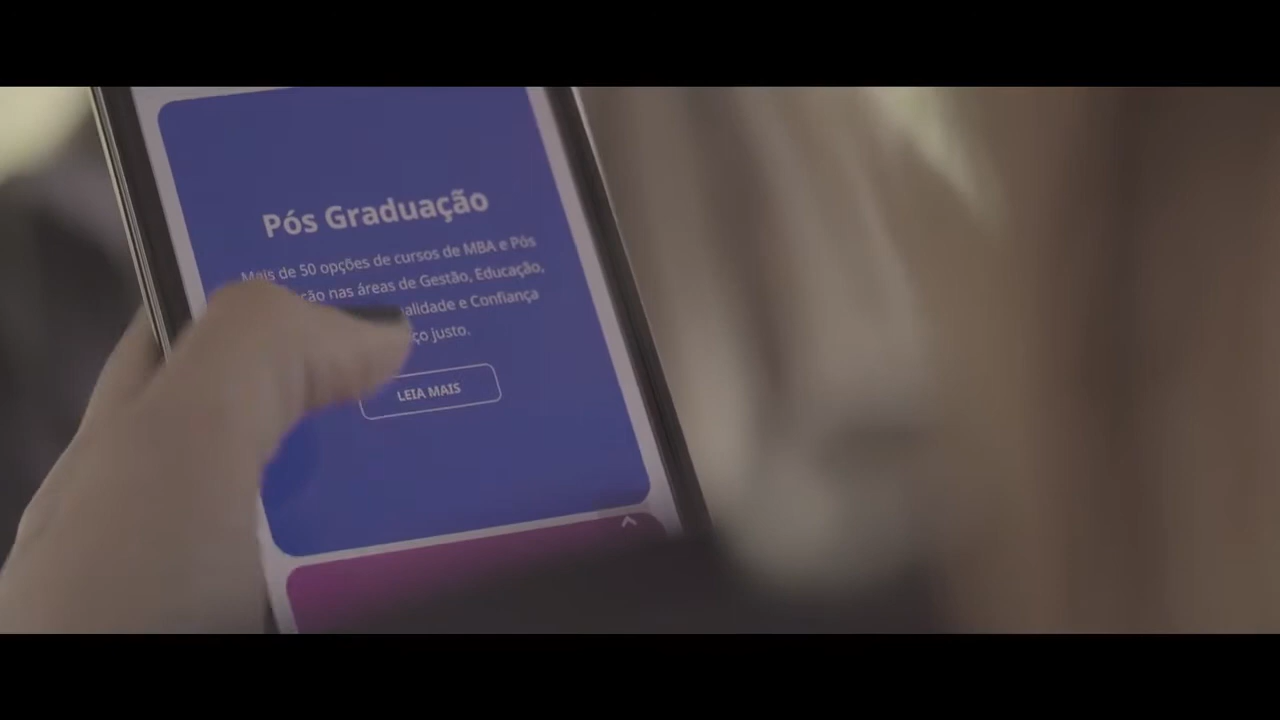 Pós Graduação
Mais de 50 opções de cursos de MBA e Pós
nas áreas de Gestão, Educação,
e Confiança
justo.
LEIA MAIS